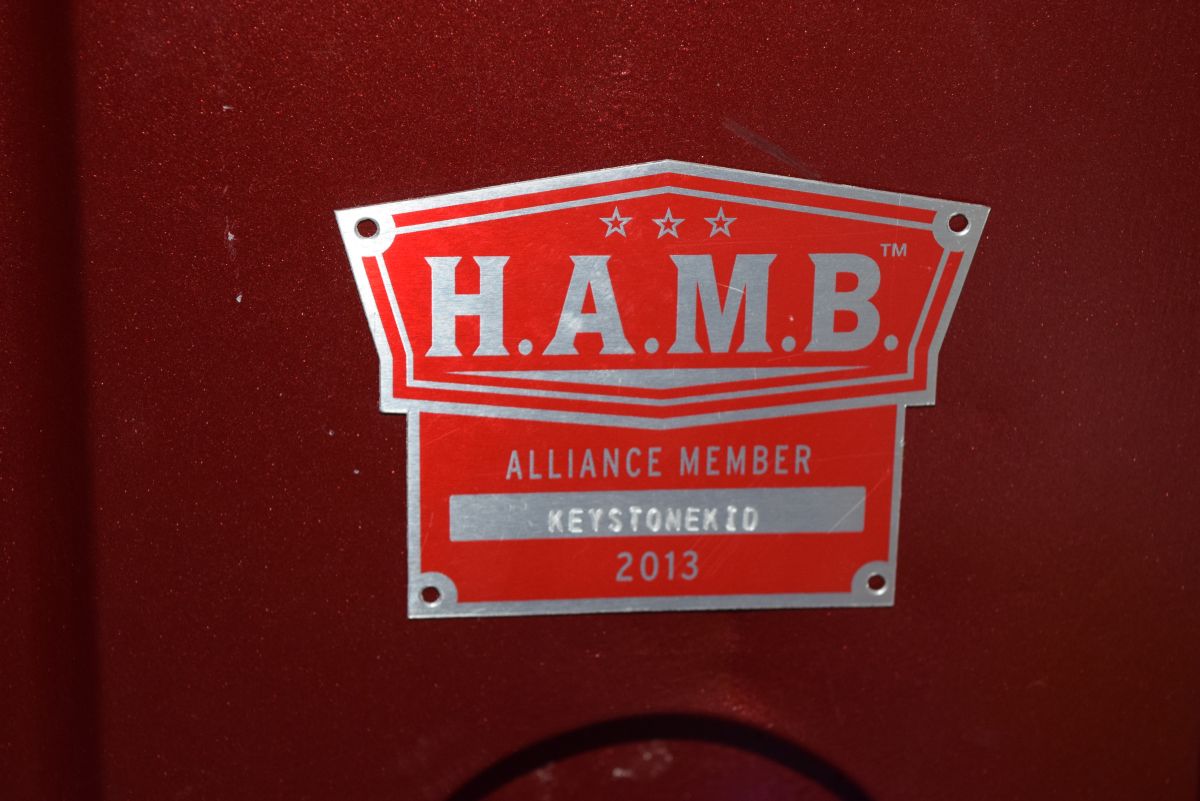 H.A.M.B.™
ALLIANCE MEMBER
KEYSTONEKID
2013